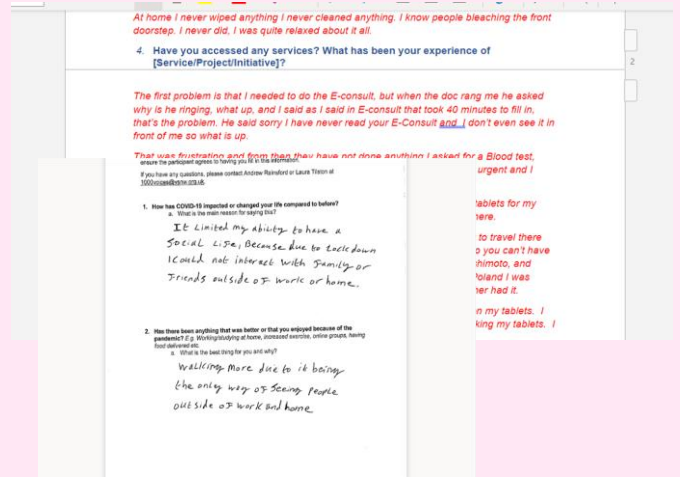 At home I never wiped anything I never cleaned anything. I know people bleaching the front
doorstep. I never did, I was quite relaxed about it all.
4. Have you accessed any services? What has been your experience of
[Service/Project/Initiative]?
2
The first problem is that I needed to do the E-consult, but when the doc rang me he asked
why is he ringing, what up, and I said as I said in E-consult that took 40 minutes to fill in,
that's the problem. He said sorry I have never read your E-Consult and I don't even see it in
front of me so what is up.
That was frustrating and from then they have not done anything I asked for a Blood test,
urgent and I
tablets for my
here.
to travel there
you can't have
himoto, and
Poland I was
her had it.
n my tablets. I
king my tablets. I
ensure the participant agrees to having you fill in this information.
If you have any questions, please contact Andrew Rainsford or Laura Tilston at
1. How has COVID-19 impacted or changed your life compared to before?
a. What is the main reason for saying this?
It Limited my ability to have a
Social Life, Because due to lockdown
I could not interact with family or
Friends outside of work or home.
2. Has there been anything that was better or that you enjoyed because of the
pandemic? E.g. Working/studying at home, increased exercise, online groups, having
food delivered etc.
a. What is the best thing for you and why?
Walking more due to it being
the only way of seeing people
outside of work and home